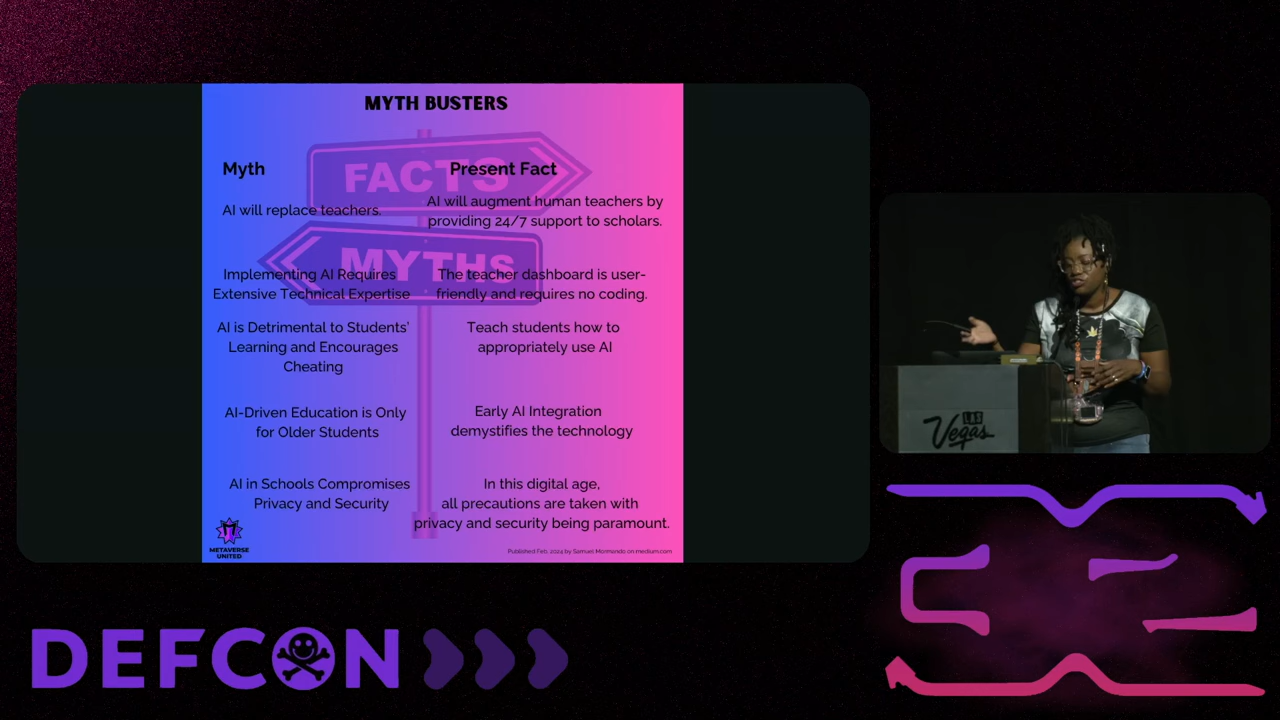 MYTH BUSTERS
FACTS
MYTHS
Myth
Present Fact
AI will replace teachers.
AI will augment human teachers by
providing 24/7 support to scholars.
Implementing AI Requires
Extensive Technical Expertise
The teacher dashboard is user-
friendly and requires no coding.
AI is Detrimental to Students'
Learning and Encourages
Cheating
Teach students how to
appropriately use AI
AI-Driven Education is Only
for Older Students
Early AI Integration
demystifies the technology
AI in Schools Compromises
Privacy and Security
In this digital age,
all precautions are taken with
privacy and security being paramount.
METAVERSE
UNITED
Published Feb, 2024 by Samuel Mormando on medium.com
LAS
Vegas
DEFCON